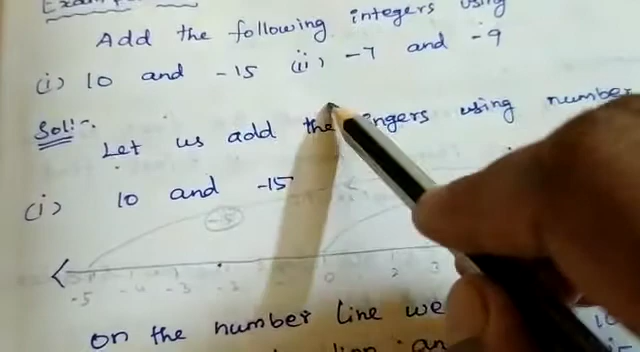 Add the following integers using
(i) 10 and -15 (ii) -7 and -9
Sol:-
Let us add the using number
(i) 10 and -15
-5
-5 -4 -3 -2 0 2 3
on the number line we